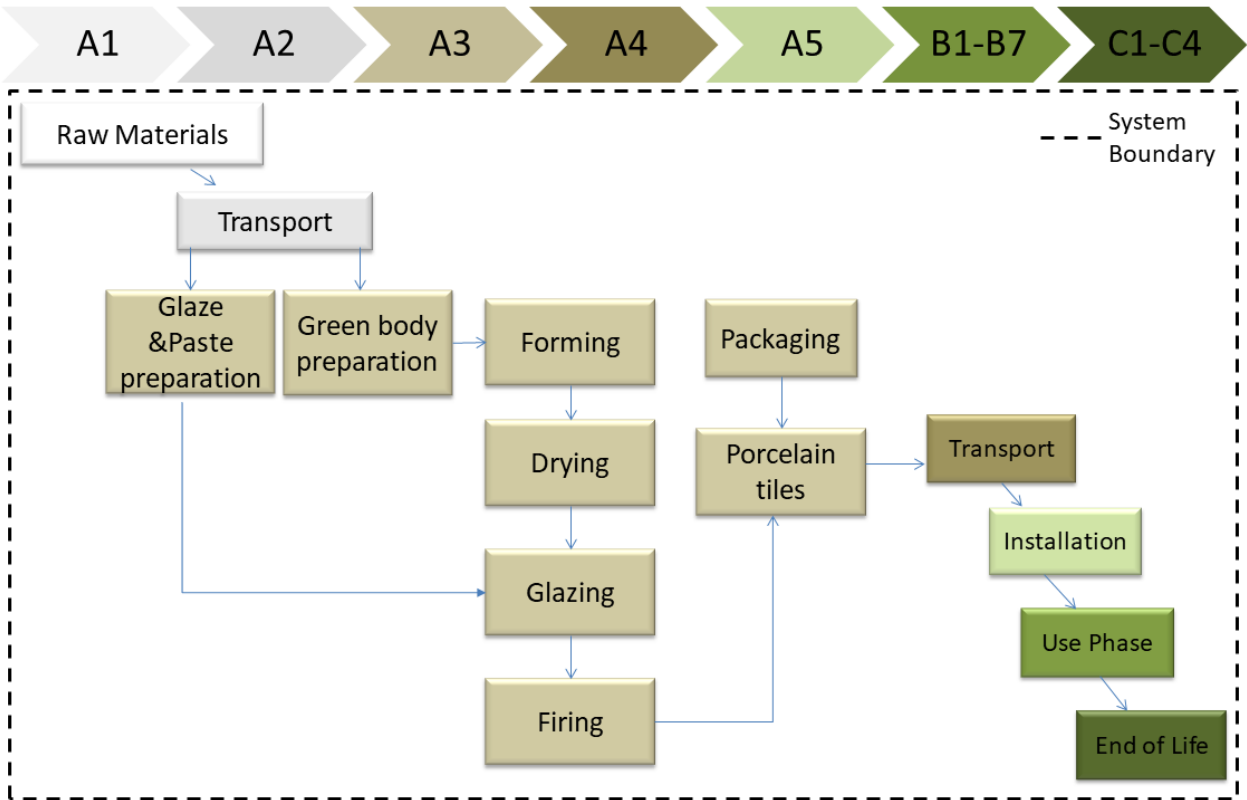 A1
A2
A3
A4
A5
B1-B7
C1-C4
Raw Materials
System
Boundary
Transport
Glaze
&Paste
preparation
Green body
preparation
Forming
Packaging
Drying
Porcelain
tiles
Transport
Glazing
Installation
Use Phase
Firing
End of Life